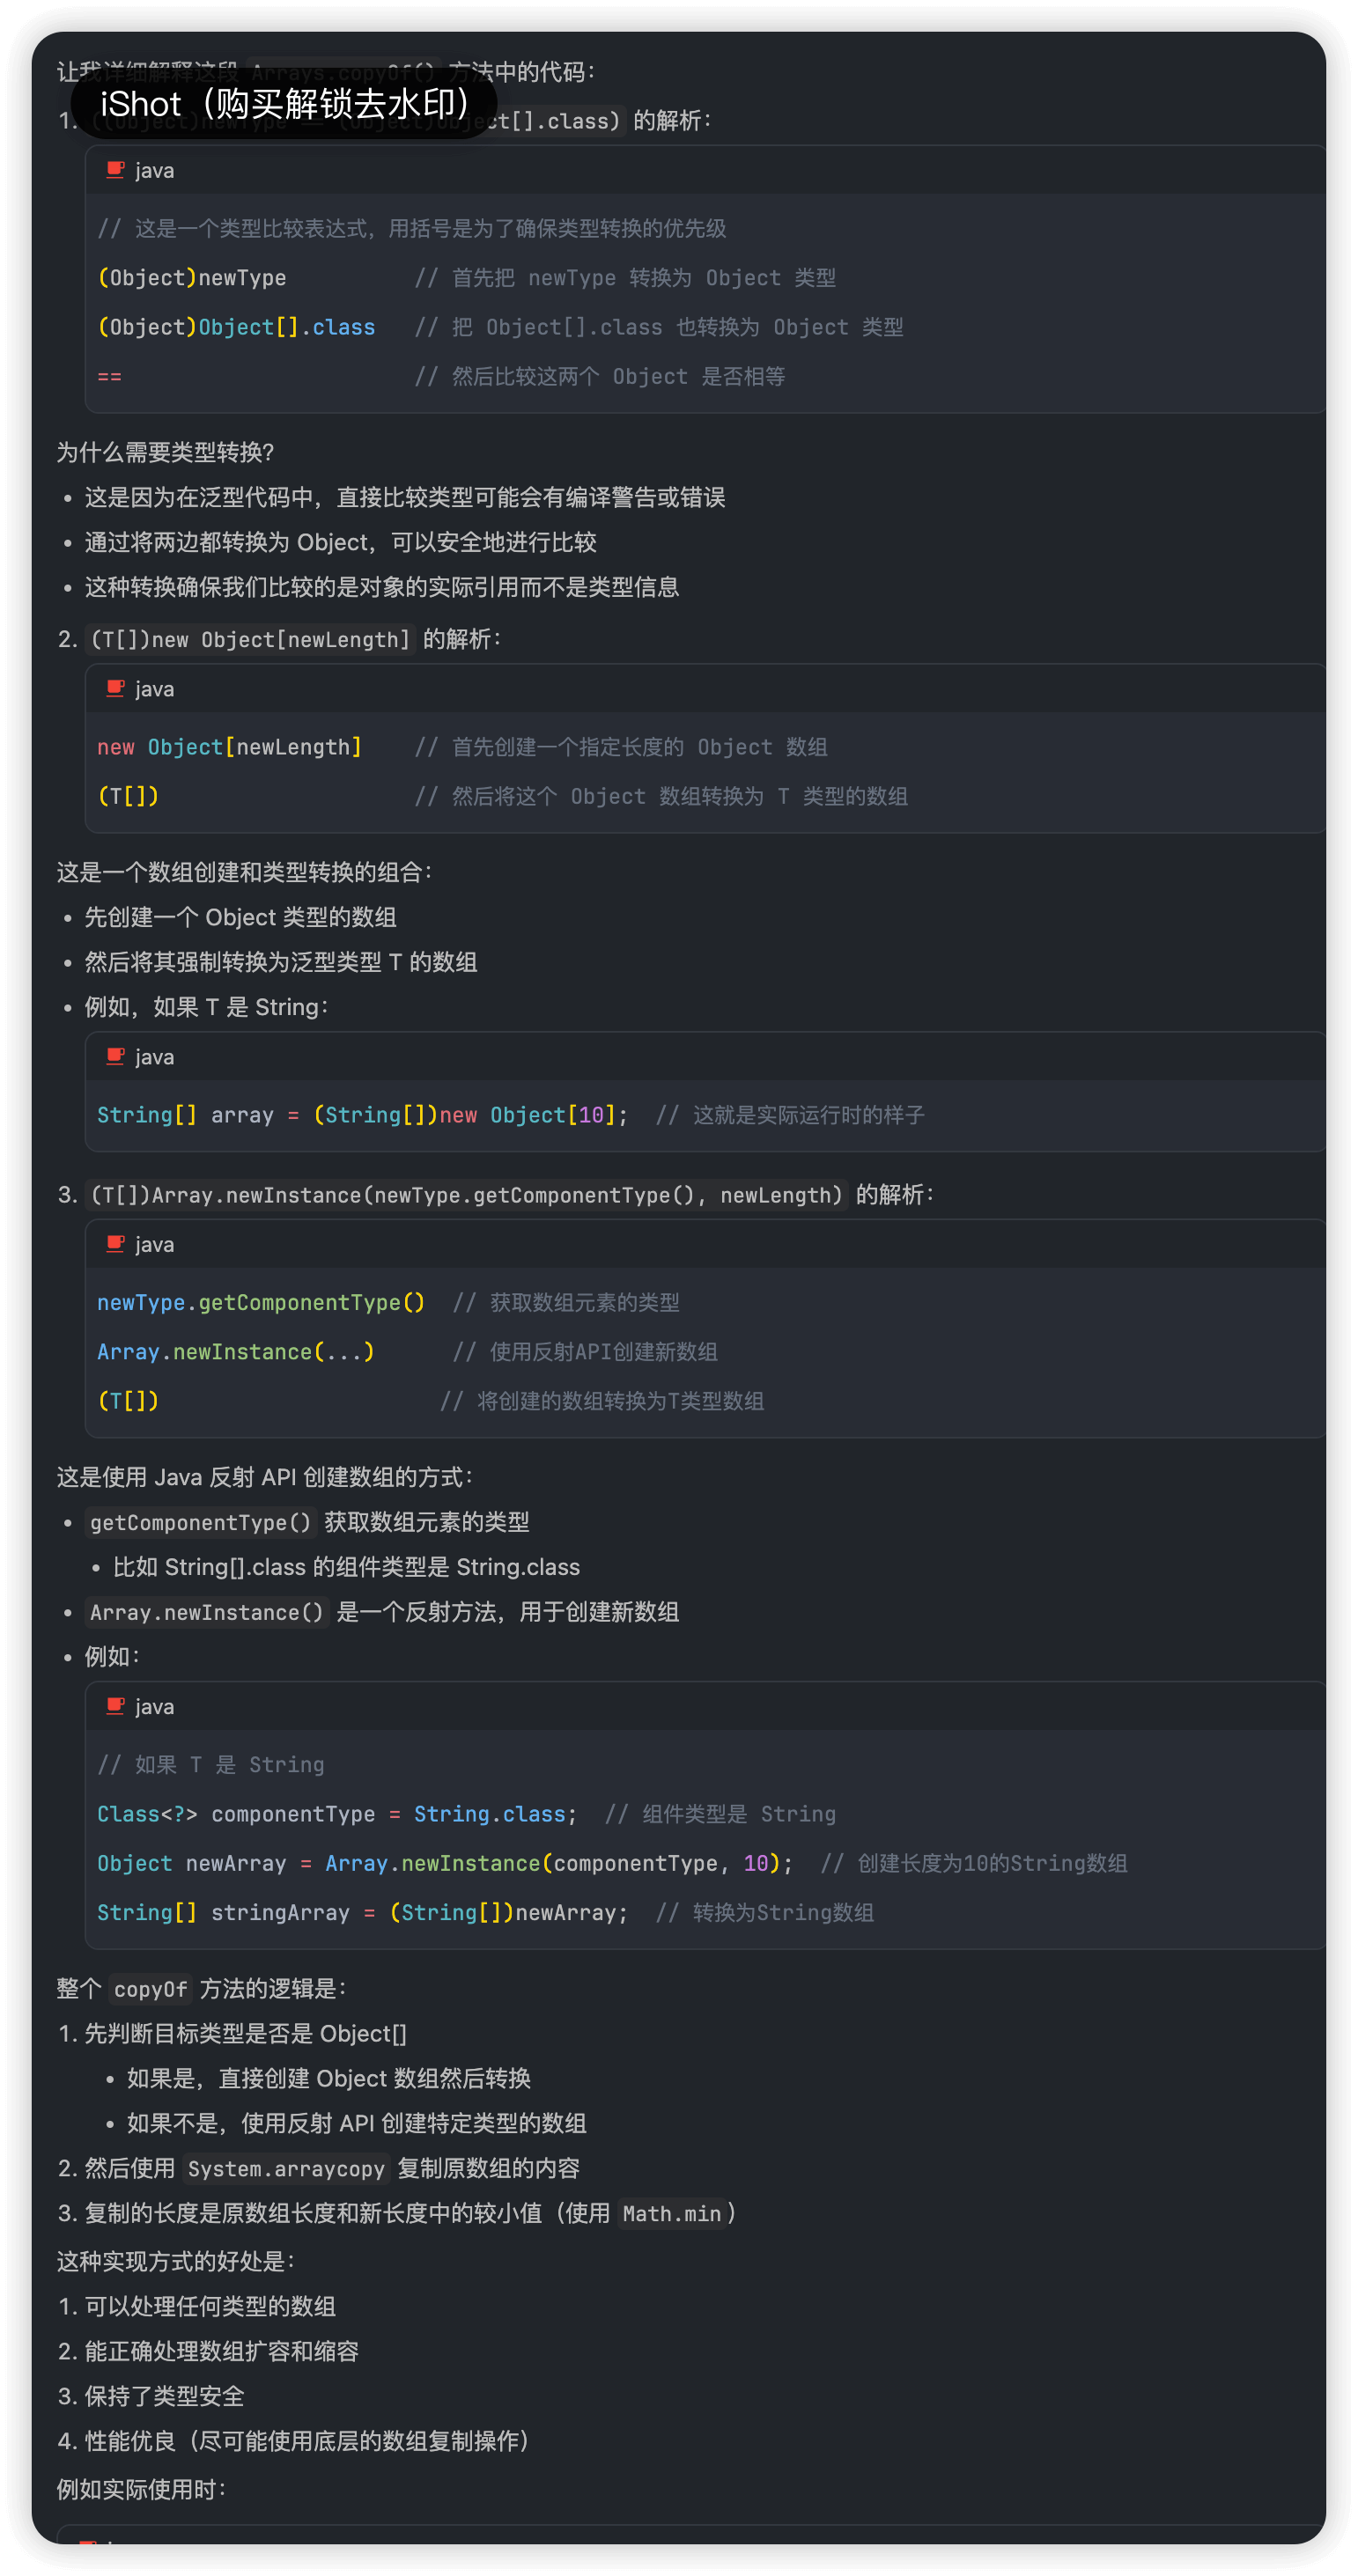 让我详细解释这段 Arrays.copyOf() 方法中的代码：
iShot（购买解锁去水印）
1. ((Object)newType == (Object)Object[].class) 的解析：
java
// 这是一个类型比较表达式，用括号是为了确保类型转换的优先级
(Object)newType // 首先把 newType 转换为 Object 类型
(Object)Object[].class // 把 Object[].class 也转换为 Object 类型
== // 然后比较这两个 Object 是否相等
为什么需要类型转换？
• 这是因为在泛型代码中，直接比较类型可能会有编译警告或错误
• 通过将两边都转换为 Object，可以安全地进行比较
• 这种转换确保我们比较的是对象的实际引用而不是类型信息
2. (T[])new Object[newLength] 的解析：
java
new Object[newLength] // 首先创建一个指定长度的 Object 数组
(T[]) // 然后将这个 Object 数组转换为 T 类型的数组
这是一个数组创建和类型转换的组合：
• 先创建一个 Object 类型的数组
• 然后将其强制转换为泛型类型 T 的数组
• 例如，如果 T 是 String：
java
String[] array = (String[])new Object[10]; // 这就是实际运行时的样子
3. (T[])Array.newInstance(newType.getComponentType(), newLength) 的解析：
java
newType.getComponentType() // 获取数组元素的类型
Array.newInstance(...) // 使用反射API创建新数组
(T[]) // 将创建的数组转换为T类型数组
这是使用 Java 反射 API 创建数组的方式：
• getComponentType() 获取数组元素的类型
• 比如 String[].class 的组件类型是 String.class
• Array.newInstance() 是一个反射方法，用于创建新数组
• 例如：
java
// 如果 T 是 String
Class<?> componentType = String.class; // 组件类型是 String
Object newArray = Array.newInstance(componentType, 10); // 创建长度为10的String数组
String[] stringArray = (String[])newArray; // 转换为String数组
整个 copyOf 方法的逻辑是：
1. 先判断目标类型是否是 Object[]
• 如果是，直接创建 Object 数组然后转换
• 如果不是，使用反射 API 创建特定类型的数组
2. 然后使用 System.arraycopy 复制原数组的内容
3. 复制的长度是原数组长度和新长度中的较小值（使用 Math.min）
这种实现方式的好处是：
1. 可以处理任何类型的数组
2. 能正确处理数组扩容和缩容
3. 保持了类型安全
4. 性能优良（尽可能使用底层的数组复制操作）
例如实际使用时：